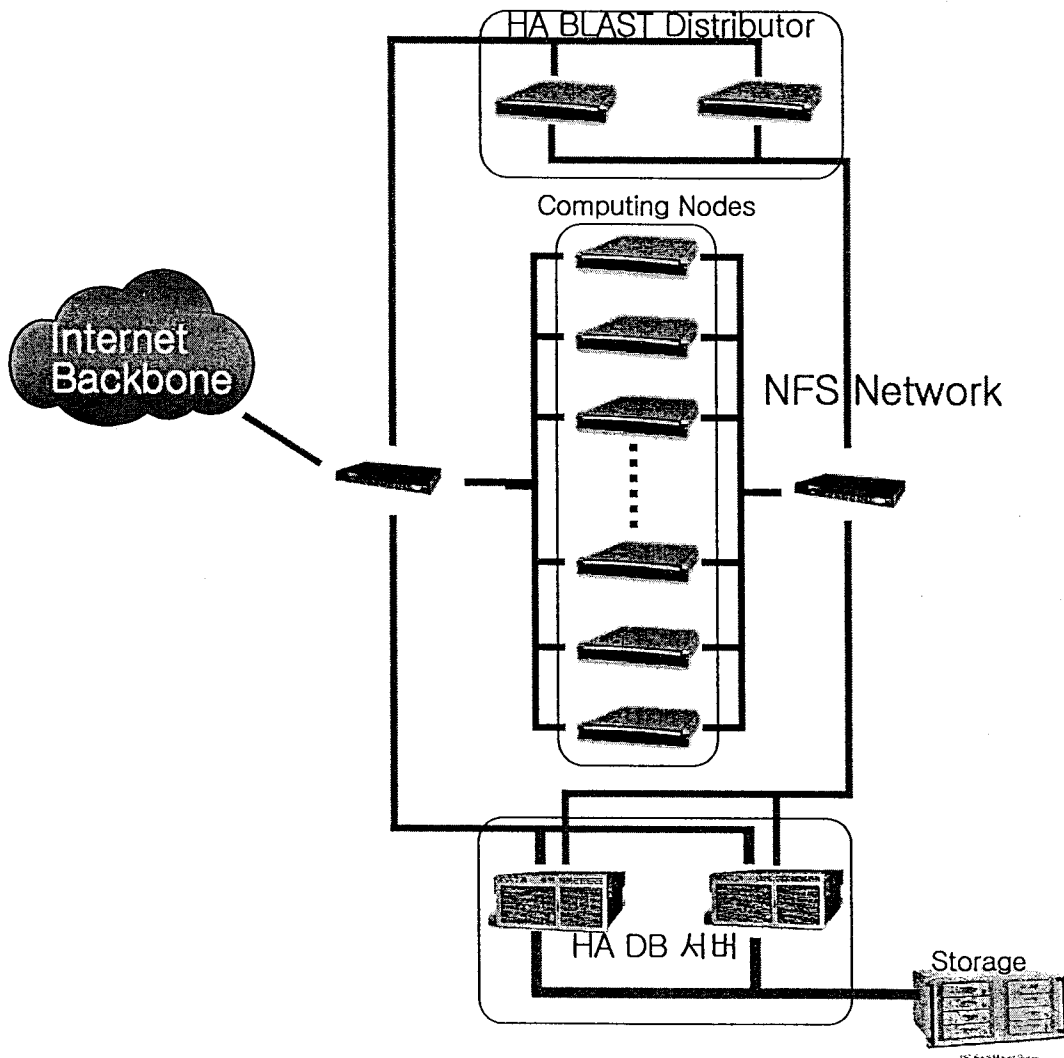 HA BLAST Distributor
Computing Nodes
Internet
Backbone
NFS Network
HA DB 서버
Storage